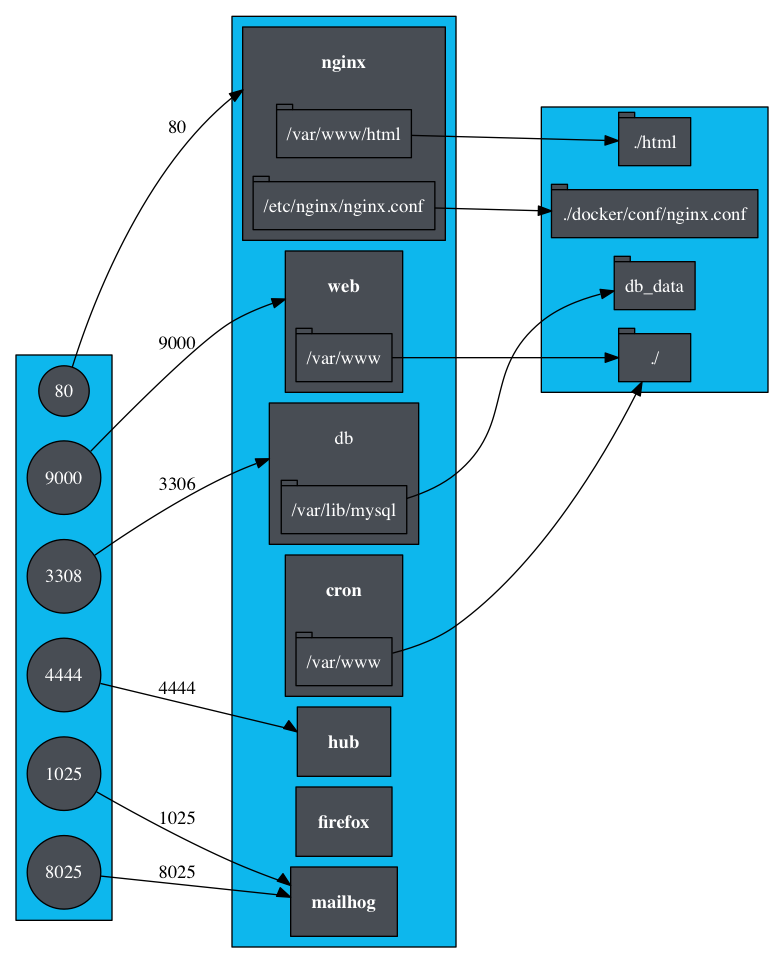 80
9000
3308
4444
1025
8025
80
9000
3306
4444
1025
8025
nginx
/var/www/html
/etc/nginx/nginx.conf
web
/var/www
db
/var/lib/mysql
cron
/var/www
hub
firefox
mailhog
./html
./docker/conf/nginx.conf
db_data
./